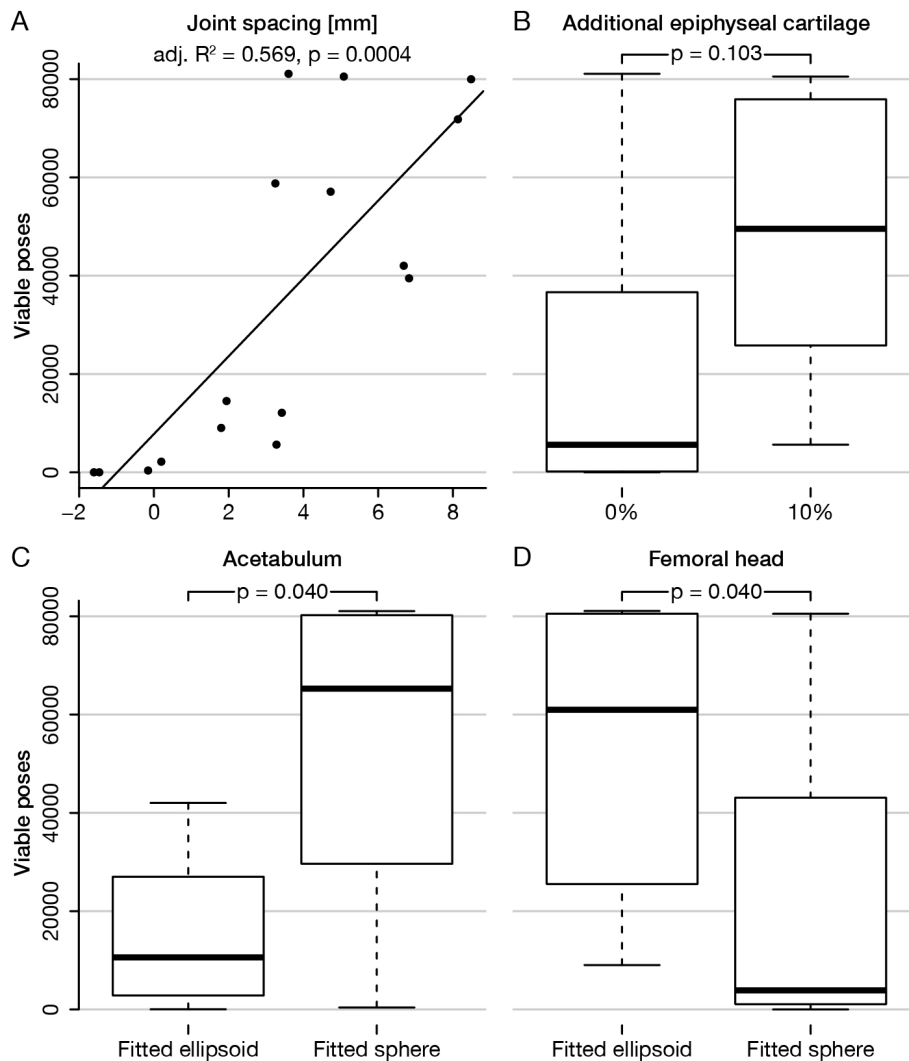 A
Joint spacing [mm]
adj. R² = 0.569, p = 0.0004
Viable poses
80000
60000
40000
20000
0
−2 0 2 4 6 8
B
Additional epiphyseal cartilage
p = 0.103
0% 10%
C
Acetabulum
p = 0.040
Viable poses
80000
60000
40000
20000
0
Fitted ellipsoid Fitted sphere
D
Femoral head
p = 0.040
Fitted ellipsoid Fitted sphere